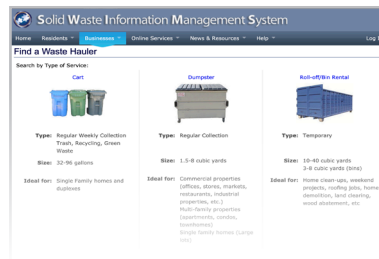 Solid Waste Information Management System
Home Residents Businesses Online Services News & Resources Help Log
Find a Waste Hauler
Search by Type of Service:
Cart
Type: Regular Weekly Collection
Trash, Recycling, Green
Waste
Size: 32-96 gallons
Ideal for: Single Family homes and
duplexes
Dumpster
Type: Regular Collection
Size: 1.5-8 cubic yards
Ideal for: Commercial properties
(offices, stores, markets,
restaurants, industrial
properties, etc.)
Multi-family properties
(apartments, condos,
townhomes)
Single family homes (Large
Roll-off/Bin Rental
Type: Temporary
Size: 10-40 cubic yards
3-8 cubic yards (bins)
Ideal for: Home clean-ups, weekend
projects, roofing jobs, home
demolition, land clearing,
wood abatement, etc